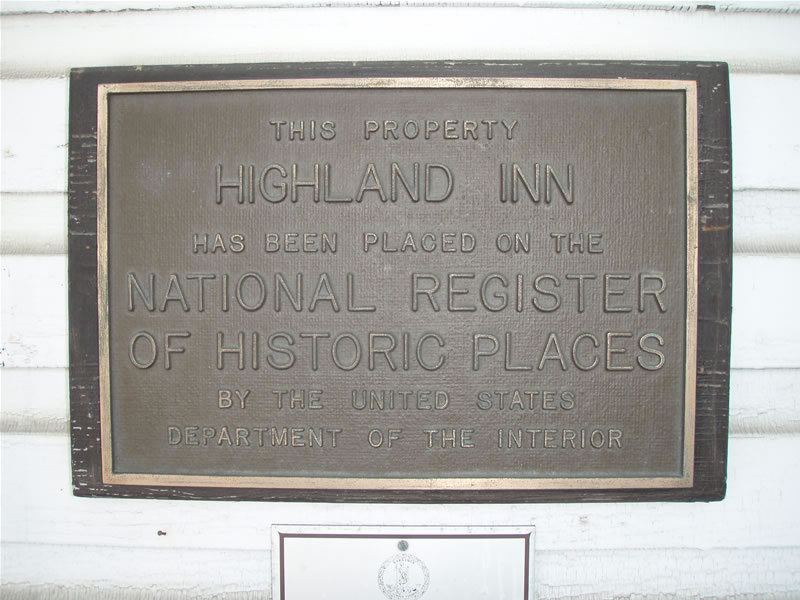 THIS PROPERTY
HIGHLAND INN
HAS BEEN PLACED ON THE
NATIONAL REGISTER
OF HISTORIC PLACES
BY THE UNITED STATES
DEPARTMENT OF THE INTERIOR